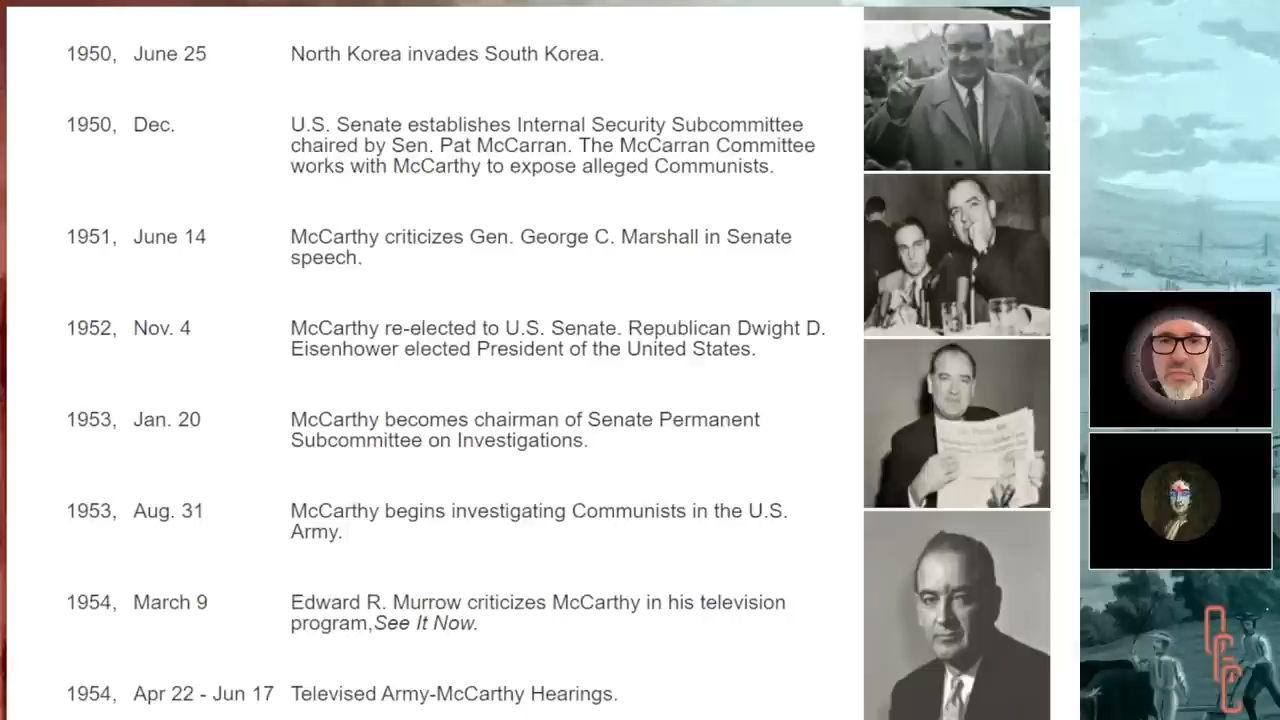 1950, June 25 North Korea invades South Korea.
1950, Dec. U.S. Senate establishes Internal Security Subcommittee
chaired by Sen. Pat McCarran. The McCarran Committee
works with McCarthy to expose alleged Communists.
1951, June 14 McCarthy criticizes Gen. George C. Marshall in Senate
speech.
1952, Nov. 4 McCarthy re-elected to U.S. Senate. Republican Dwight D.
Eisenhower elected President of the United States.
1953, Jan. 20 McCarthy becomes chairman of Senate Permanent
Subcommittee on Investigations.
1953, Aug. 31 McCarthy begins investigating Communists in the U.S.
Army.
1954, March 9 Edward R. Murrow criticizes McCarthy in his television
program,See It Now.
1954, Apr 22 - Jun 17 Televised Army-McCarthy Hearings.